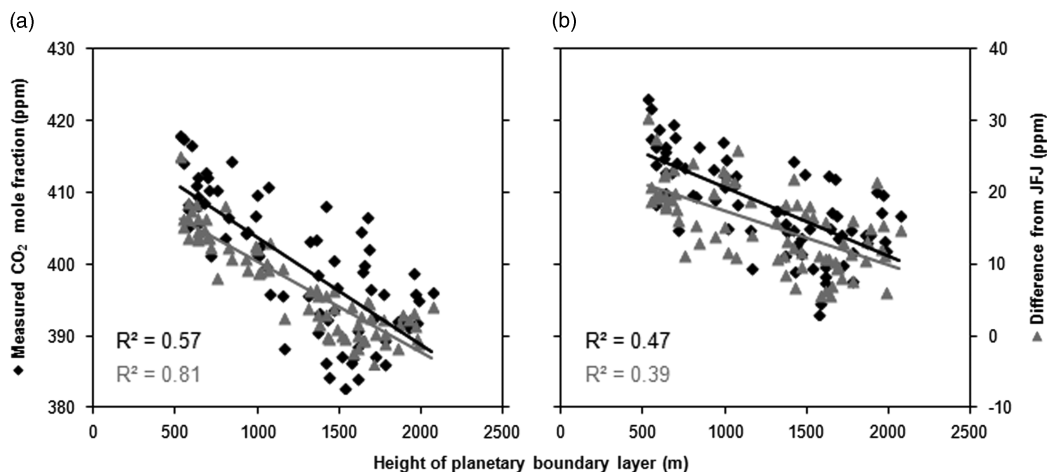 (a)
(b)
◆ Measured CO₂ mole fraction (ppm)
430
420
410
400
390
380
R² = 0.57
R² = 0.81
0
500
1000
1500
2000
2500
R² = 0.47
R² = 0.39
0
500
1000
1500
2000
2500
40
30
20
10
0
-10
▲ Difference from JFJ (ppm)
Height of planetary boundary layer (m)